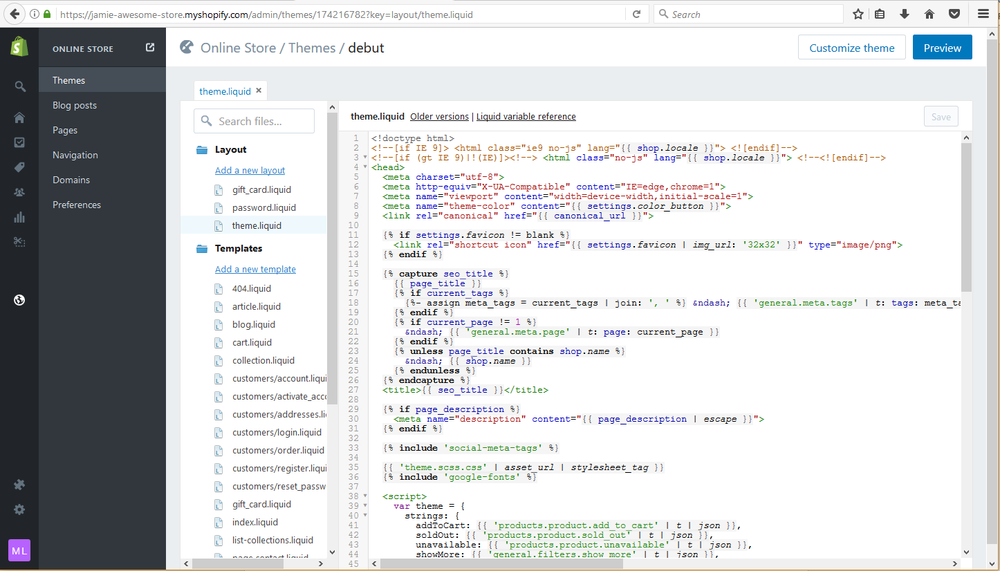 https://jamie-awesome-store.myshopify.com/admin/themes/174216782?key=layout/theme.liquid
Search
ONLINE STORE
Themes
Blog posts
Pages
Navigation
Domains
Preferences
ML
Online Store / Themes / debut
Customize theme
Preview
theme.liquid ×
Search files...
Layout
Add a new layout
gift_card.liquid
password.liquid
theme.liquid
Templates
Add a new template
404.liquid
article.liquid
blog.liquid
cart.liquid
collection.liquid
customers/account.liqui
customers/activate_acco
customers/addresses.li
customers/login.liquid
customers/order.liquid
customers/register.liqui
customers/reset_passw
gift_card.liquid
index.liquid
list-collections.liquid
page.contact.liquid
theme.liquid Older versions | Liquid variable reference
Save
1 <!doctype html>
2 <!--[if IE 9]> <html class="ie9 no-js" lang="{{ shop.locale }}"> <![endif]-->
3 <!--[if (gt IE 9)|!(IE)]><!--> <html class="no-js" lang="{{ shop.locale }}"> <!--<![endif]-->
4 <head>
5 <meta charset="utf-8">
6 <meta http-equiv="X-UA-Compatible" content="IE=edge,chrome=1">
7 <meta name="viewport" content="width=device-width,initial-scale=1">
8 <meta name="theme-color" content="{{ settings.color_button }}">
9 <link rel="canonical" href="{{ canonical_url }}">
10
11 {% if settings.favicon != blank %}
12 <link rel="shortcut icon" href="{{ settings.favicon | img_url: '32x32' }}" type="image/png">
13 {% endif %}
14
15 {% capture seo_title %}
16 {{ page_title }}
17 {% if current_tags %}
18 {%- assign meta_tags = current_tags | join: ', ' %} &ndash; {{ 'general.meta.tags' | t: tags: meta_ta
19 {% endif %}
20 {% if current_page != 1 %}
21 &ndash; {{ 'general.meta.page' | t: page: current_page }}
22 {% endif %}
23 {% unless page_title contains shop.name %}
24 &ndash; {{ shop.name }}
25 {% endunless %}
26 {% endcapture %}
27 <title>{{ seo_title }}</title>
28
29 {% if page_description %}
30 <meta name="description" content="{{ page_description | escape }}">
31 {% endif %}
32
33 {% include 'social-meta-tags' %}
34
35 {{ 'theme.scss.css' | asset_url | stylesheet_tag }}
36 {% include 'google-fonts' %}
37
38 <script>
39 var theme = {
40 strings: {
41 addToCart: {{ 'products.product.add_to_cart' | t | json }},
42 soldOut: {{ 'products.product.sold_out' | t | json }},
43 unavailable: {{ 'products.product.unavailable' | t | json }},
44 showMore: {{ 'general.filters.show_more' | t | json }},
45